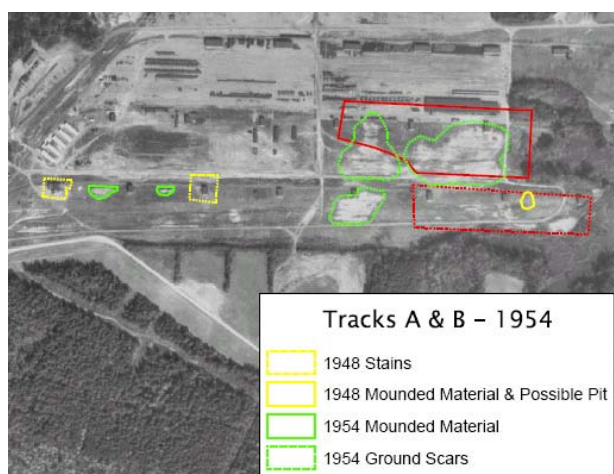 Tracks A & B – 1954
1948 Stains
1948 Mounded Material & Possible Pit
1954 Mounded Material
1954 Ground Scars